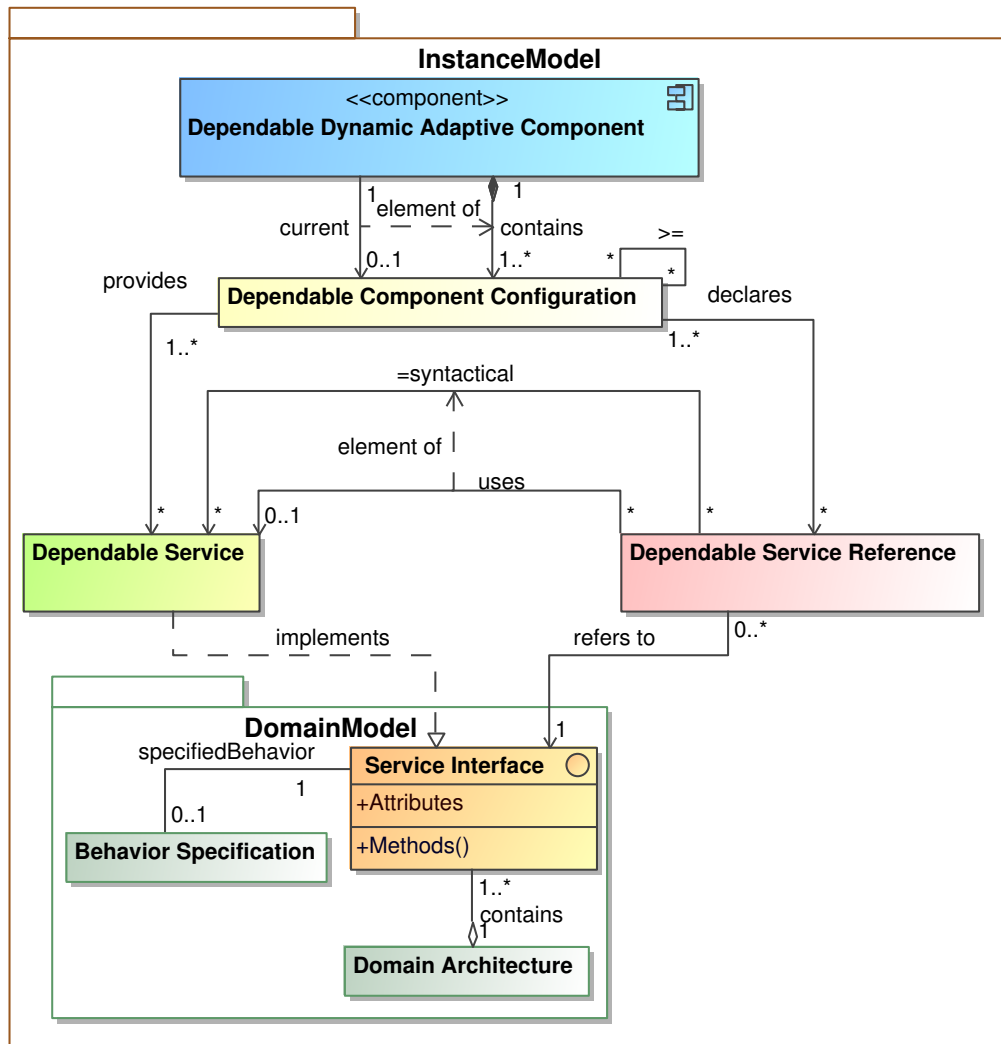 InstanceModel
<<component>>
Dependable Dynamic Adaptive Component
1
1
element of
current
contains
>=
0..1
1..*
*
*
provides
Dependable Component Configuration
declares
1..*
1..*
=syntactical
element of
uses
*
*
0..1
*
*
*
Dependable Service
Dependable Service Reference
implements
refers to
0..*
DomainModel
1
specifiedBehavior
Service Interface
1
+Attributes
0..1
+Methods()
Behavior Specification
1..*
contains
1
Domain Architecture